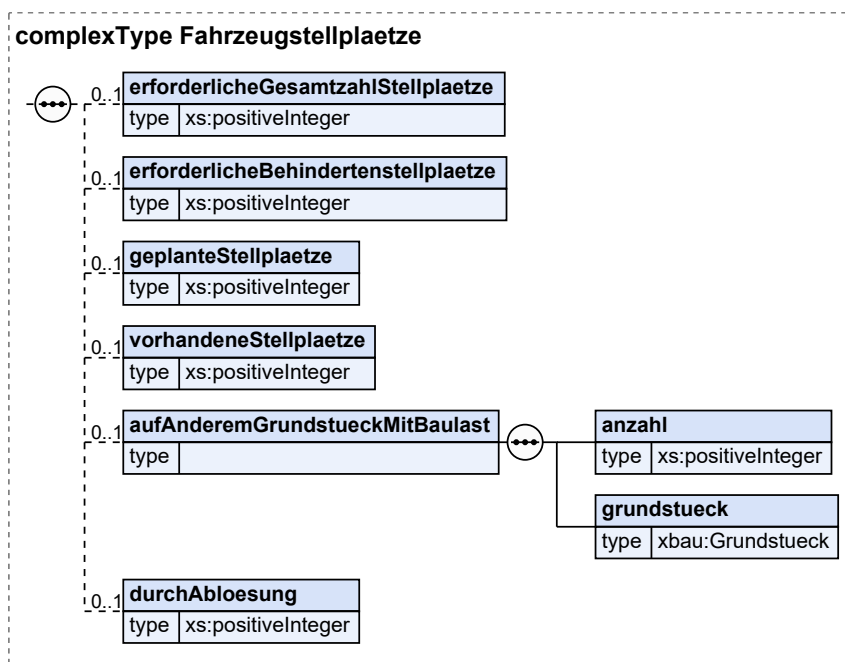 complexType Fahrzeugstellplaetze
0..1
erforderlicheGesamtzahlStellplaetze
type xs:positiveInteger
0..1
erforderlicheBehindertenstellplaetze
type xs:positiveInteger
0..1
geplanteStellplaetze
type xs:positiveInteger
0..1
vorhandeneStellplaetze
type xs:positiveInteger
0..1
aufAnderemGrundstueckMitBaulast
type
anzahl
type xs:positiveInteger
grundstueck
type xbau:Grundstueck
0..1
durchAbloesung
type xs:positiveInteger